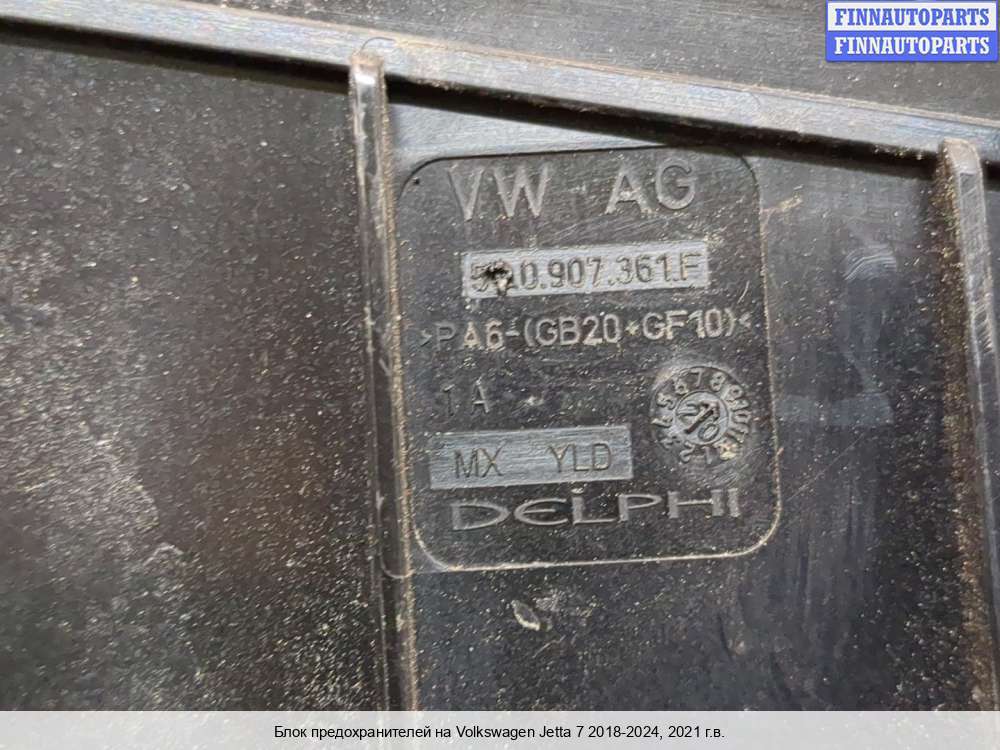 FINNAUTOPARTS
FINNAUTOPARTS
VW AG
0.907.361.F
>PA6-(GB20+GF10)<
1 A
MX YLD
DELPHI
Блок предохранителей на Volkswagen Jetta 7 2018-2024, 2021 г.в.